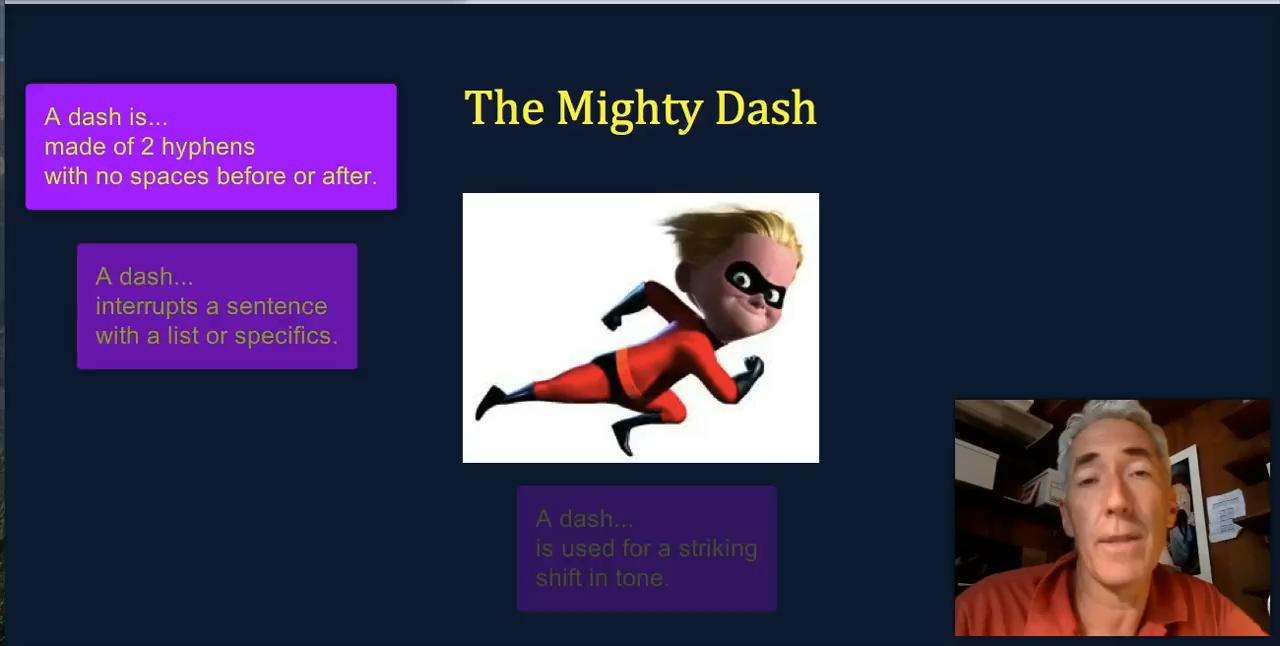 The Mighty Dash
A dash is...
made of 2 hyphens
with no spaces before or after.
A dash...
interrupts a sentence
with a list or specifics.
A dash...
is used for a striking
shift in tone.